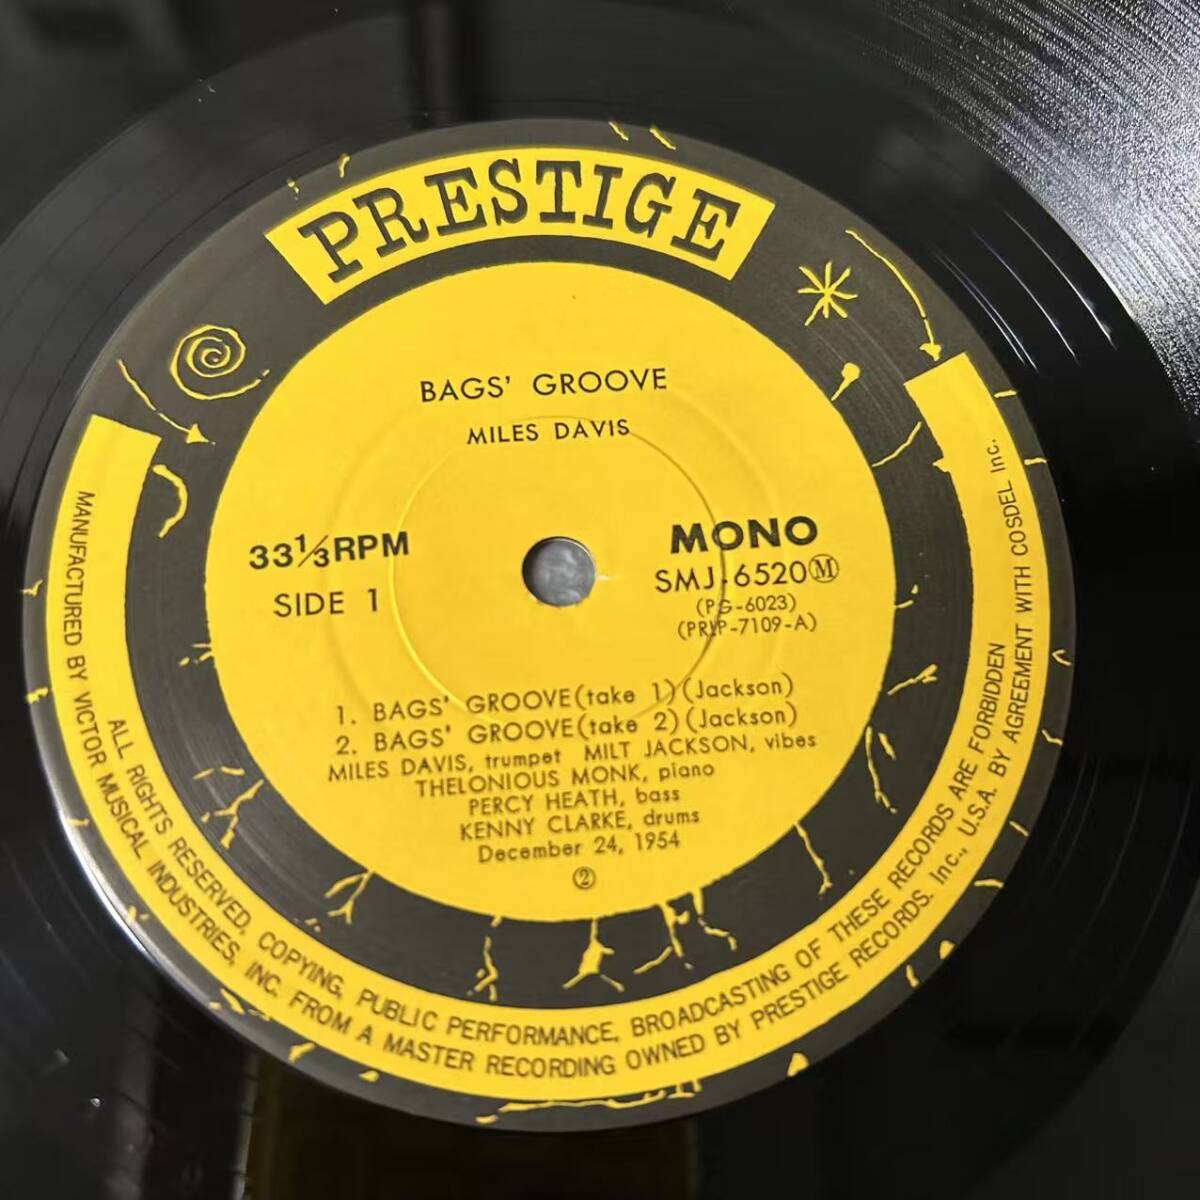 PRESTIGE
BAGS' GROOVE
MILES DAVIS
33⅓RPM
SIDE 1
MONO
SMJ-6520Ⓜ
(PG-6023)
(PRLP-7109-A)
1. BAGS' GROOVE(take 1)(Jackson)
2. BAGS' GROOVE(take 2)(Jackson)
MILES DAVIS, trumpet MILT JACKSON, vibes
THELONIOUS MONK, piano
PERCY HEATH, bass
KENNY CLARKE, drums
December 24, 1954
②
ALL RIGHTS RESERVED, COPYING, PUBLIC PERFORMANCE, BROADCASTING OF THESE RECORDS ARE FORBIDDEN
MANUFACTURED BY VICTOR MUSICAL INDUSTRIES, INC. FROM A MASTER RECORDING OWNED BY PRESTIGE RECORDS. Inc., U.S.A. BY AGREEMENT WITH COSDEL Inc.